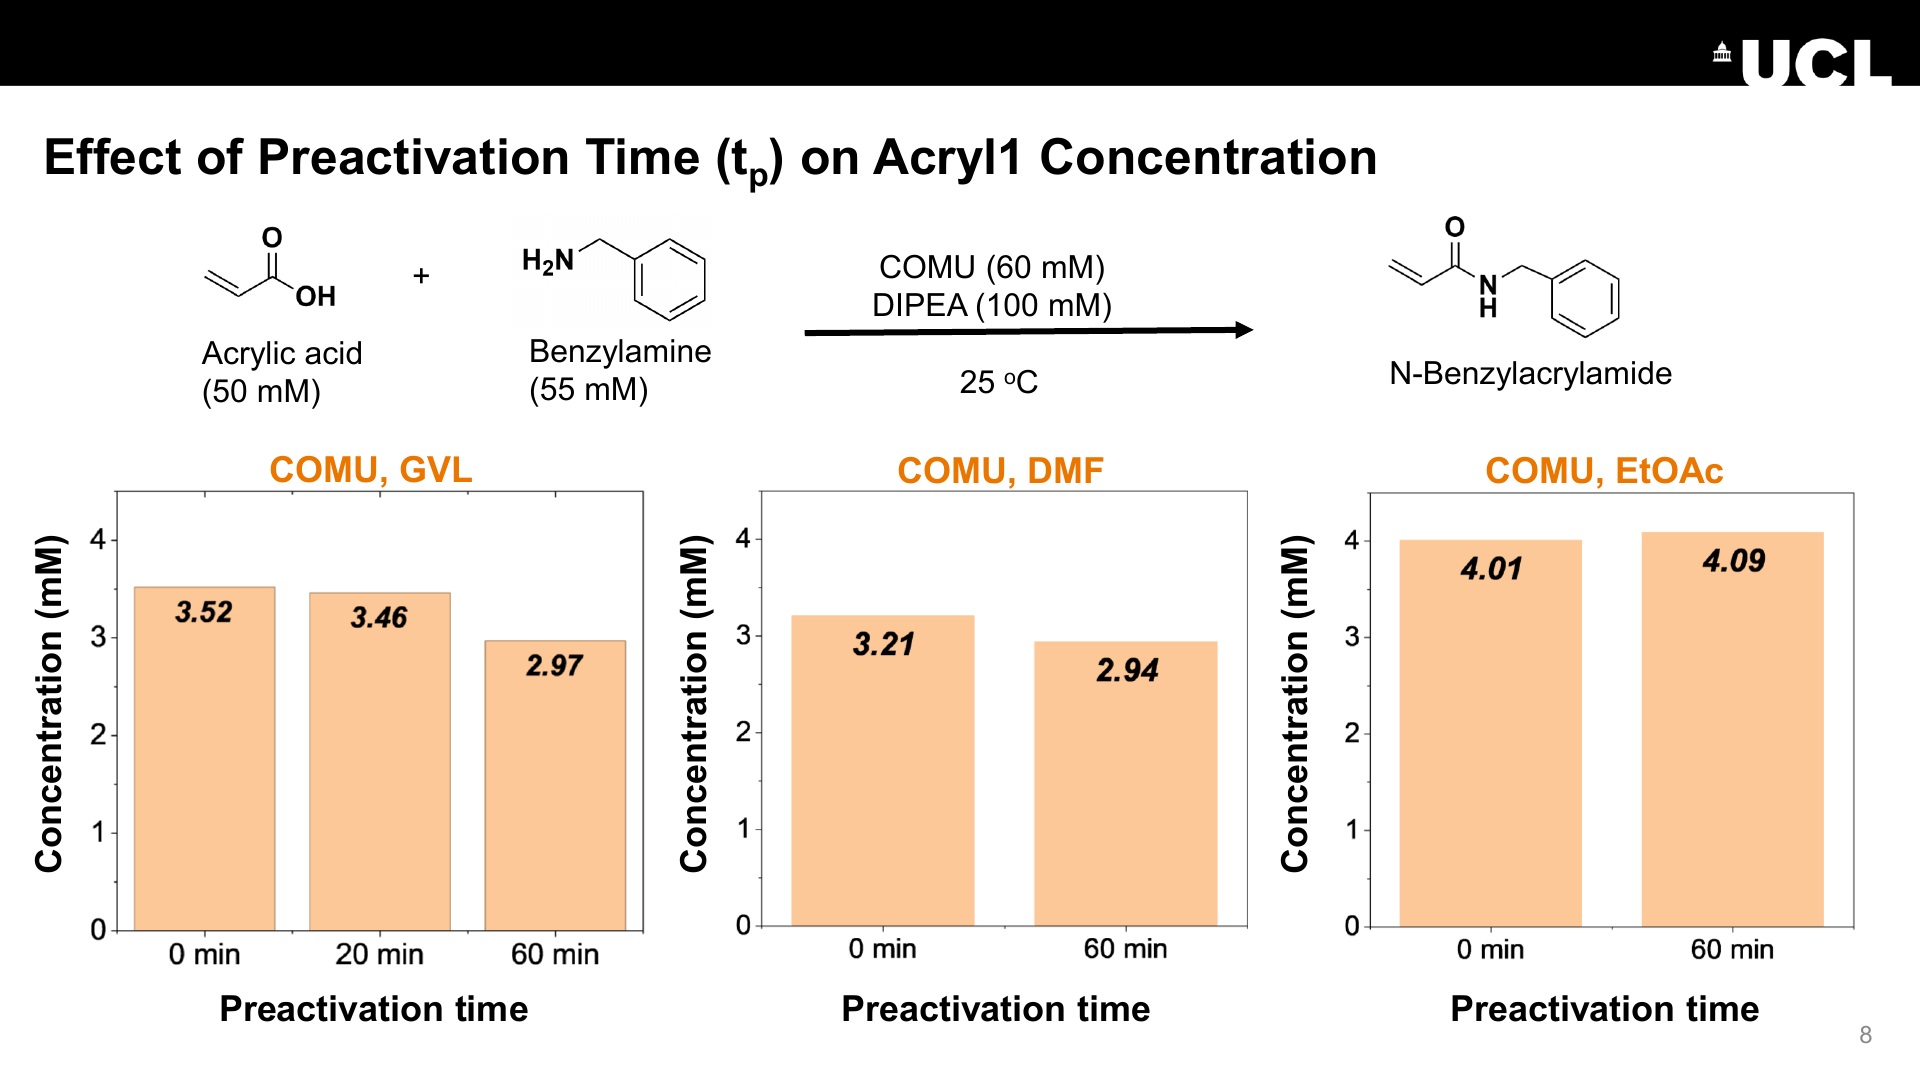 UCL
Effect of Preactivation Time (tp) on Acryl1 Concentration
O
OH
Acrylic acid
(50 mM)
+
H2N
Benzylamine
(55 mM)
COMU (60 mM)
DIPEA (100 mM)
25 oC
O
N
H
N-Benzylacrylamide
COMU, GVL
Concentration (mM)
4
3
2
1
0
3.52
3.46
2.97
0 min
20 min
60 min
Preactivation time
COMU, DMF
Concentration (mM)
4
3
2
1
0
3.21
2.94
0 min
60 min
Preactivation time
COMU, EtOAc
Concentration (mM)
4
3
2
1
0
4.01
4.09
0 min
60 min
Preactivation time
8